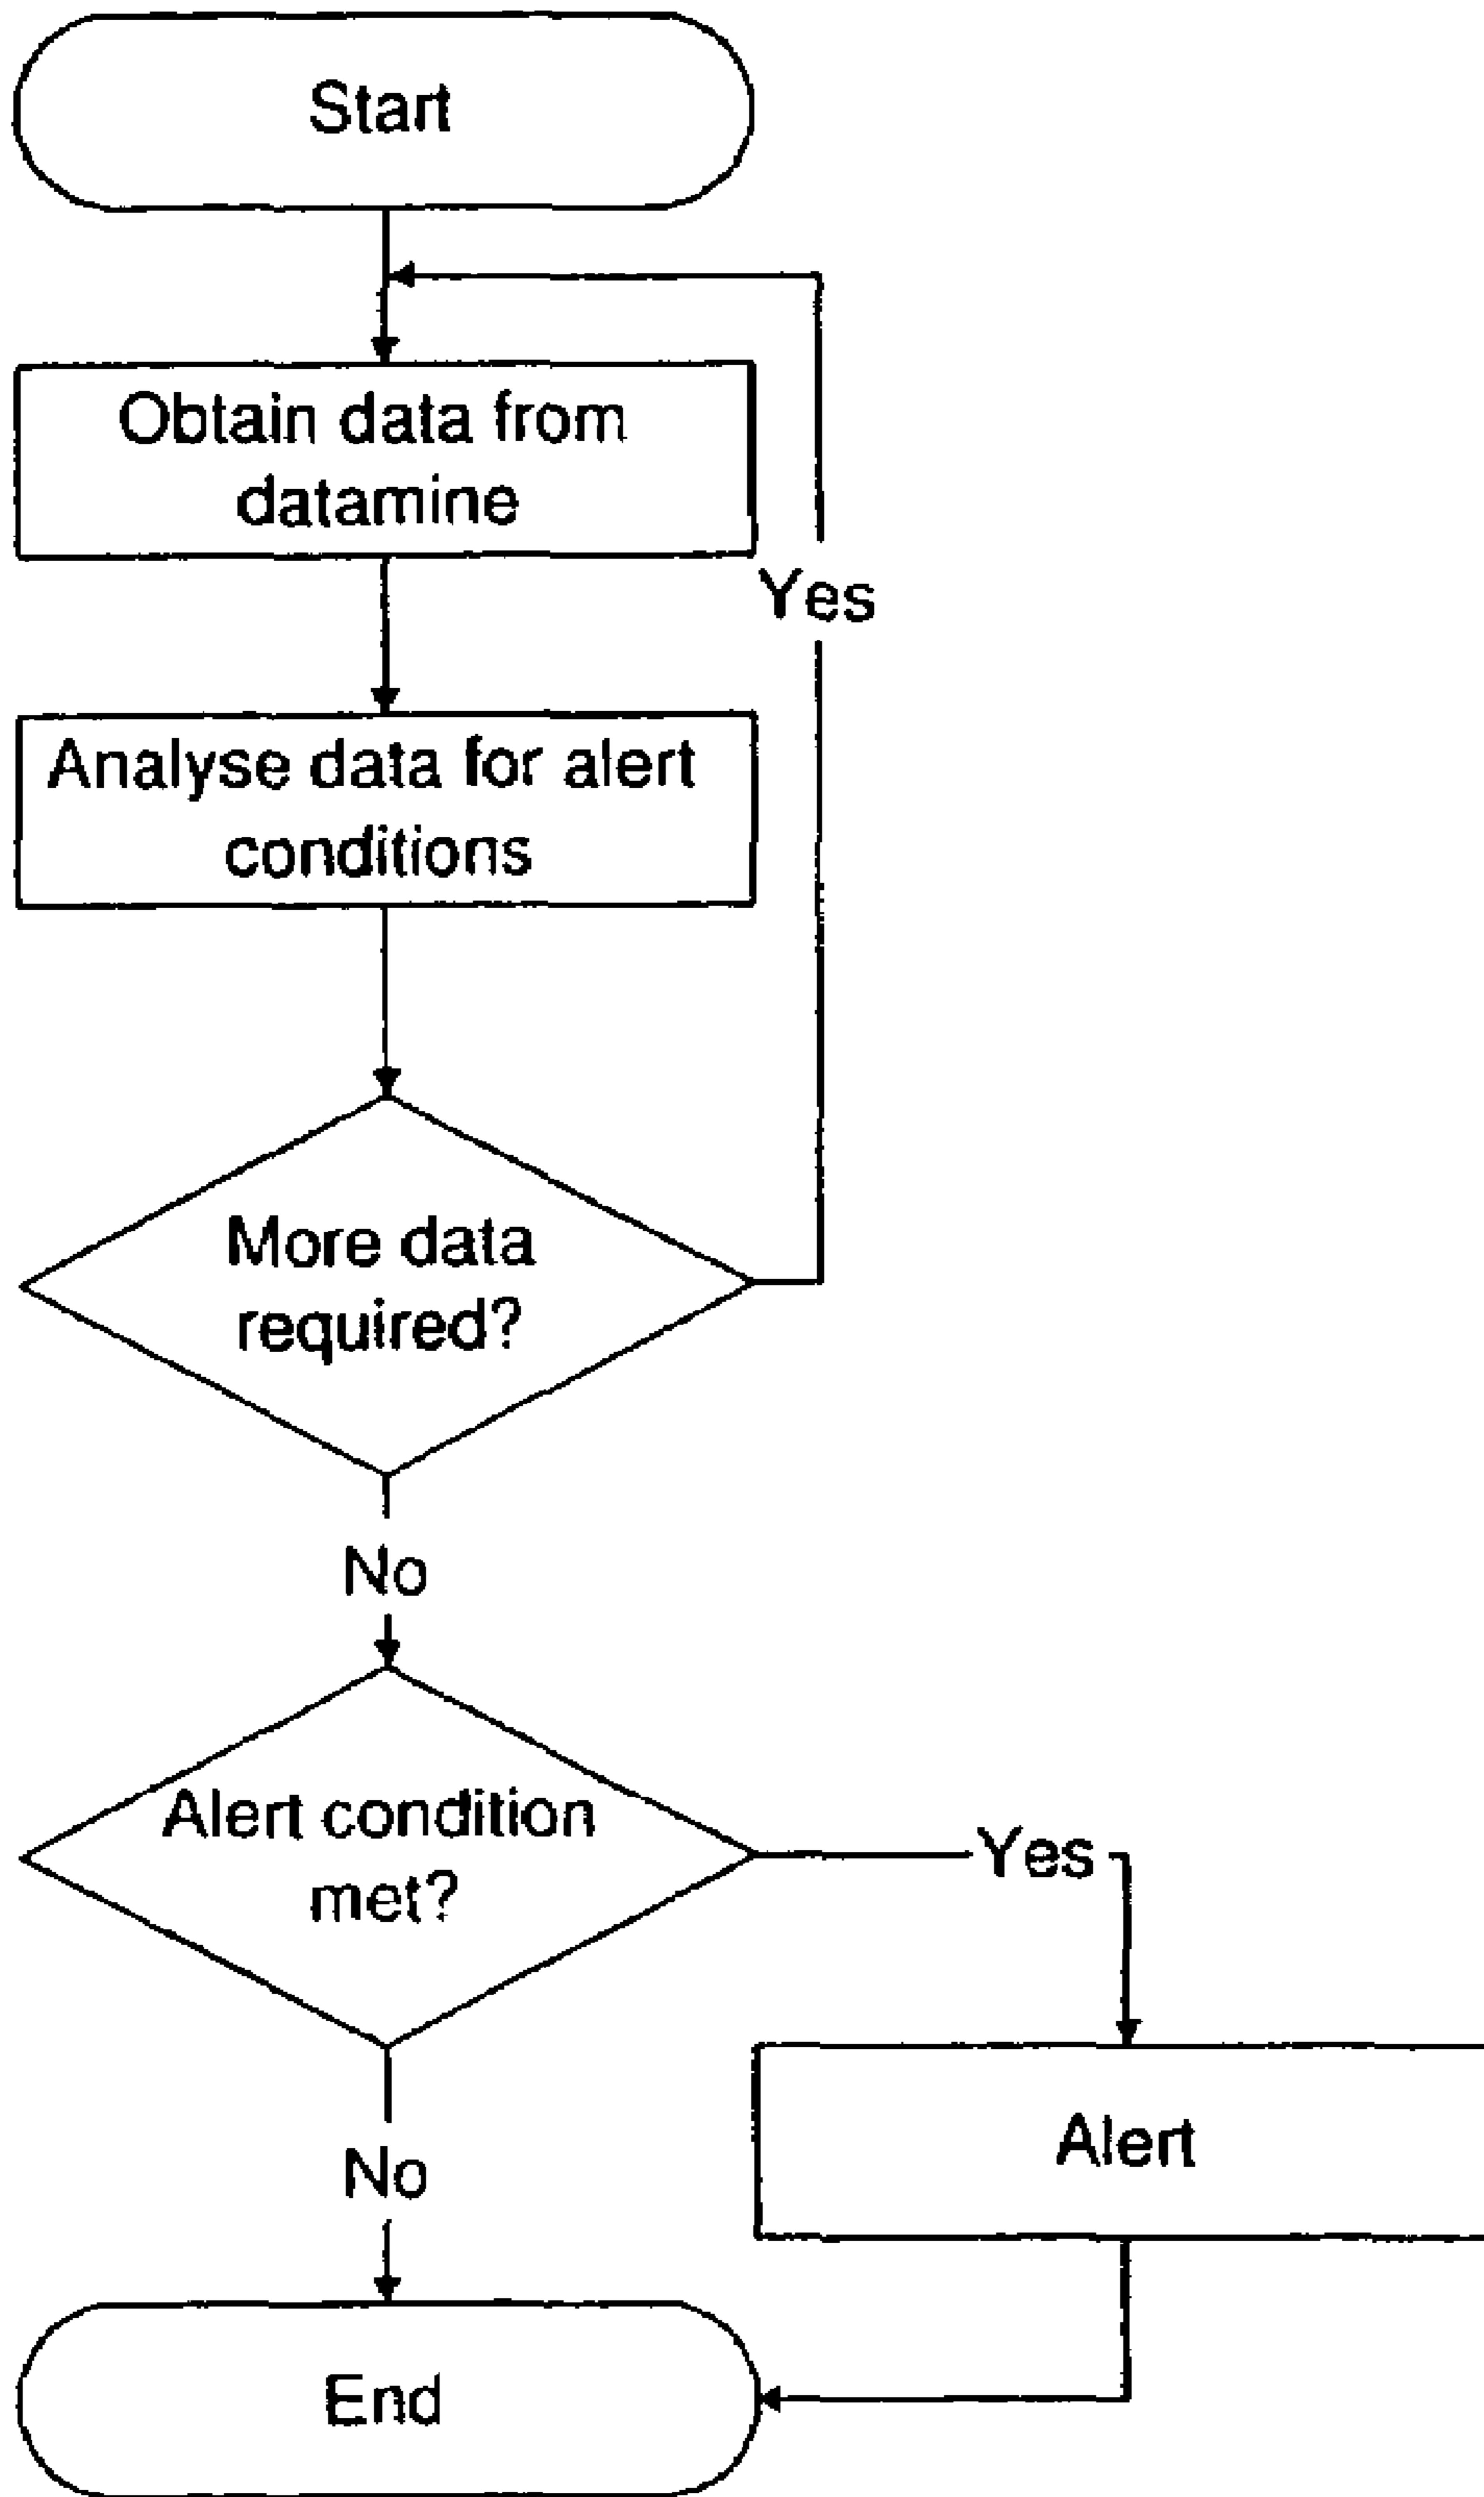 Start
Obtain data from
datamine
Yes
Analyse data for alert
conditions
More data
required?
No
Alert condition
met?
Yes
Alert
No
End